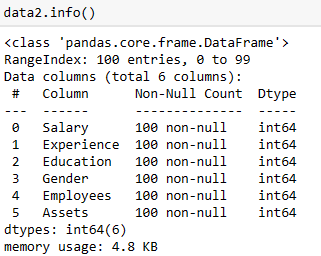 data2.info()
<class 'pandas.core.frame.DataFrame'>
RangeIndex: 100 entries, 0 to 99
Data columns (total 6 columns):
 #   Column      Non-Null Count  Dtype
---  ------      --------------  -----
 0   Salary      100 non-null    int64
 1   Experience  100 non-null    int64
 2   Education   100 non-null    int64
 3   Gender      100 non-null    int64
 4   Employees   100 non-null    int64
 5   Assets      100 non-null    int64
dtypes: int64(6)
memory usage: 4.8 KB